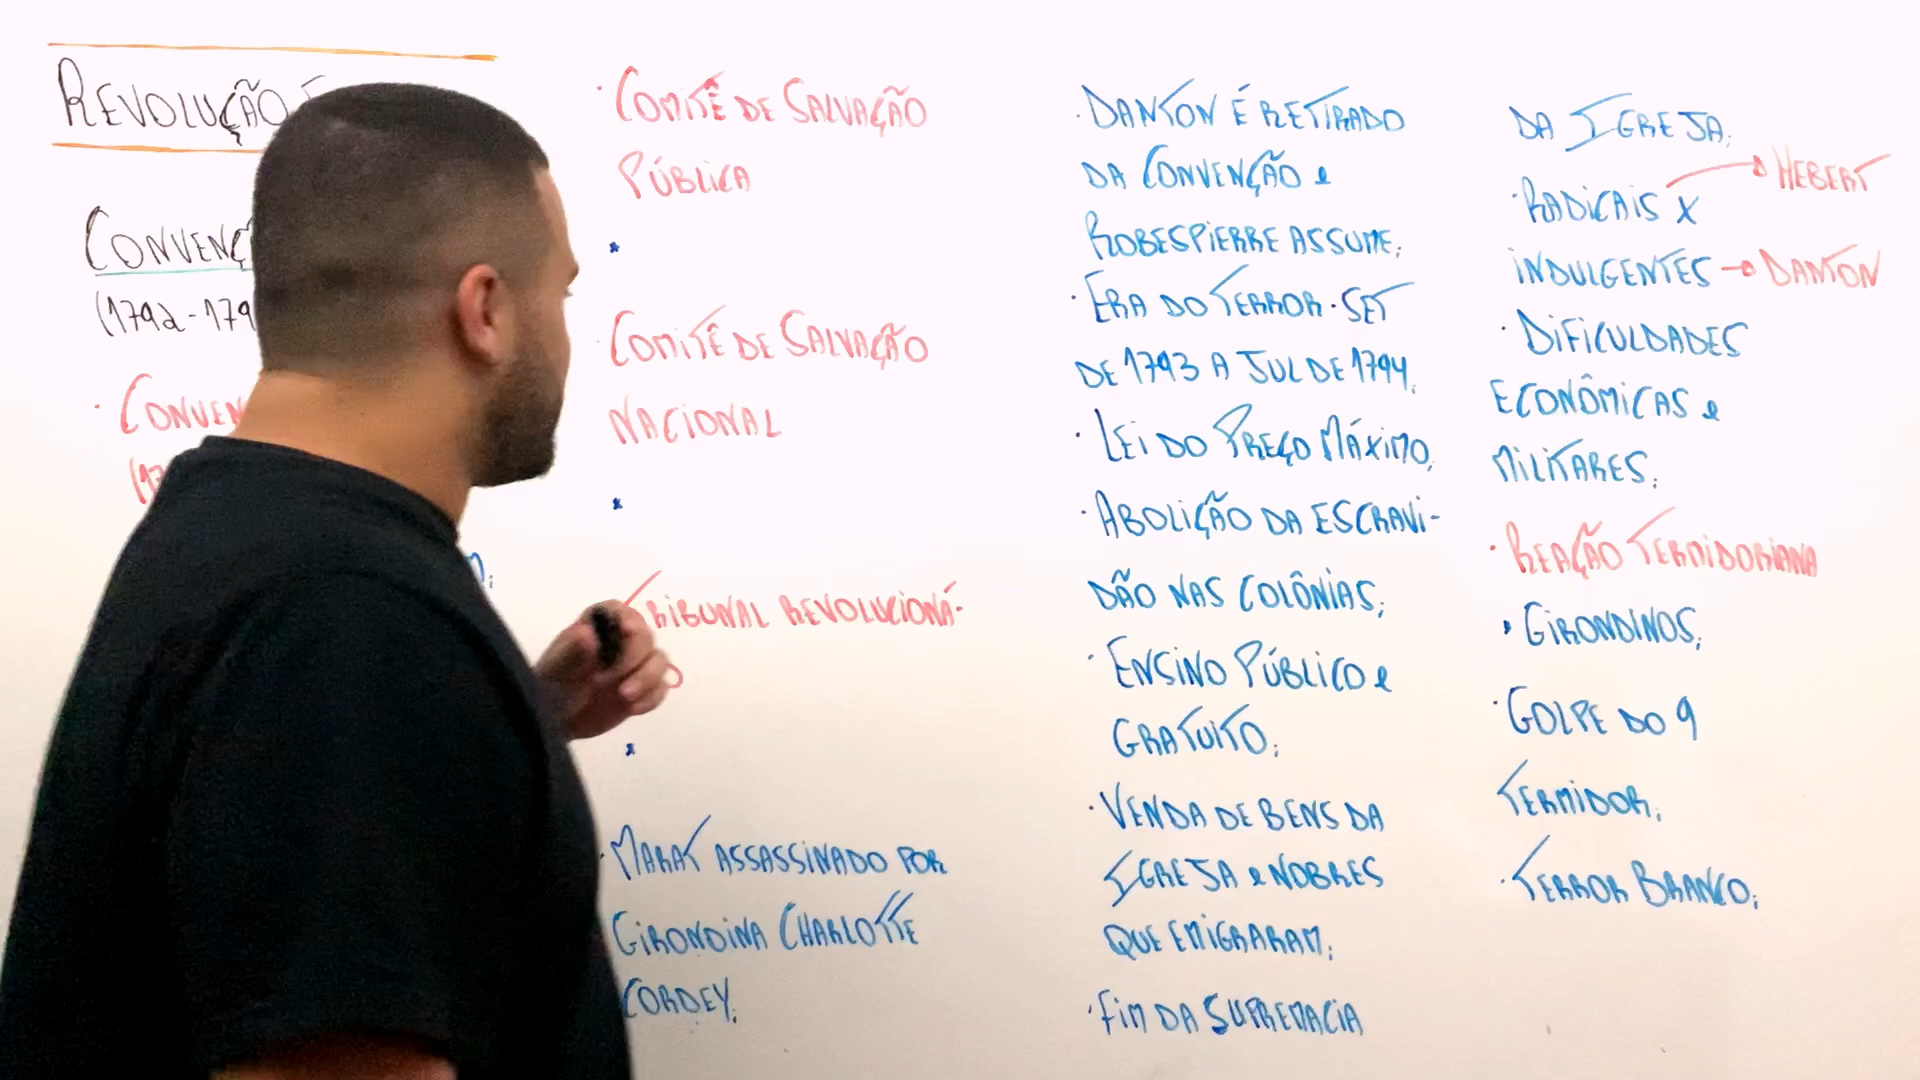 REVOLUÇÃO
(1792-179
· COMITÊ DE SALVAÇÃO
PÚBLICA
COMITÊ DE SALVAÇÃO
NACIONAL
TRIBUNAL REVOLUCIONÁ-
O
· MARAT ASSASSINADO POR
GIRONDINA CHARLOTTE
CORDEY;
· DANTON É RETIRADO
DA CONVENÇÃO e
ROBESPIERRE ASSUME;
· ERA DO TERROR · SET
DE 1793 A JUL DE 1794;
· LEI DO PREÇO MÁXIMO;
· ABOLIÇÃO DA ESCRAVI-
DÃO NAS COLÔNIAS;
· ENSINO PÚBLICO e
GRATUITO;
· VENDA DE BENS DA
IGREJA e NOBRES
QUE EMIGRARAM;
· FIM DA SUPREMACIA
DA IGREJA;
· RADICAIS X → HEBERT
INDULGENTES → DANTON
· DIFICULDADES
ECONÔMICAS e
MILITARES;
· REAÇÃO TERMIDORIANA
· GIRONDINOS;
· GOLPE DO 9
TERMIDOR;
· TERROR BRANCO;